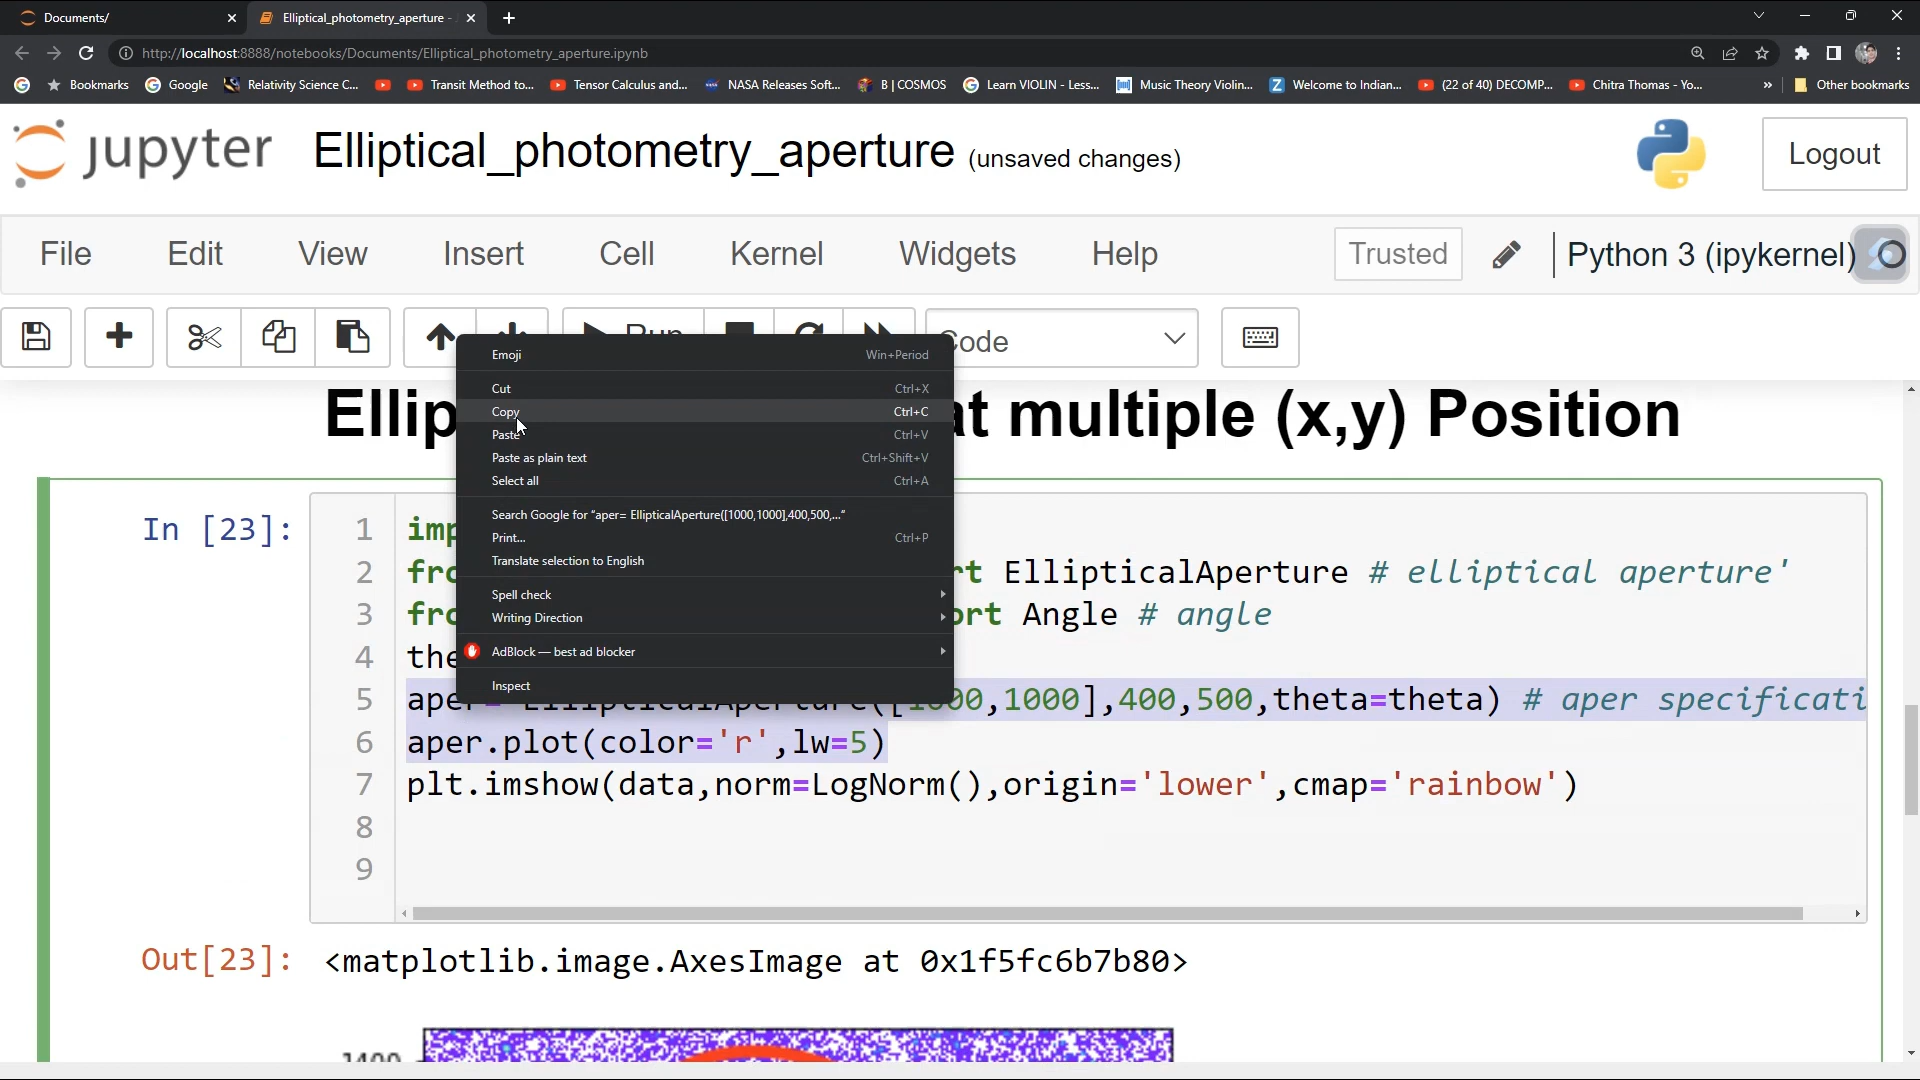 Documents/
Elliptical_photometry_aperture -
http://localhost:8888/notebooks/Documents/Elliptical_photometry_aperture.ipynb
Bookmarks Google Relativity Science C... Transit Method to... Tensor Calculus and... NASA Releases Soft... B | COSMOS Learn VIOLIN - Less... Music Theory Violin... Welcome to Indian... (22 of 40) DECOMP... Chitra Thomas - Yo... » Other bookmarks
jupyter Elliptical_photometry_aperture (unsaved changes) Logout
File Edit View Insert Cell Kernel Widgets Help Trusted Python 3 (ipykernel)
Run Code
Emoji Win+Period
Cut Ctrl+X
Copy Ctrl+C
Paste Ctrl+V
Paste as plain text Ctrl+Shift+V
Select all Ctrl+A
Search Google for "aper= EllipticalAperture([1000,1000],400,500,..."
Print... Ctrl+P
Translate selection to English
Spell check
Writing Direction
AdBlock — best ad blocker
Inspect
Ellip at multiple (x,y) Position
In [23]:
1 imp
2 fro rt EllipticalAperture # elliptical aperture'
3 fro ort Angle # angle
4 the
5 aper= EllipticalAperture([1000,1000],400,500,theta=theta) # aper specificati
6 aper.plot(color='r',lw=5)
7 plt.imshow(data,norm=LogNorm(),origin='lower',cmap='rainbow')
8
9
Out[23]: <matplotlib.image.AxesImage at 0x1f5fc6b7b80>
1400